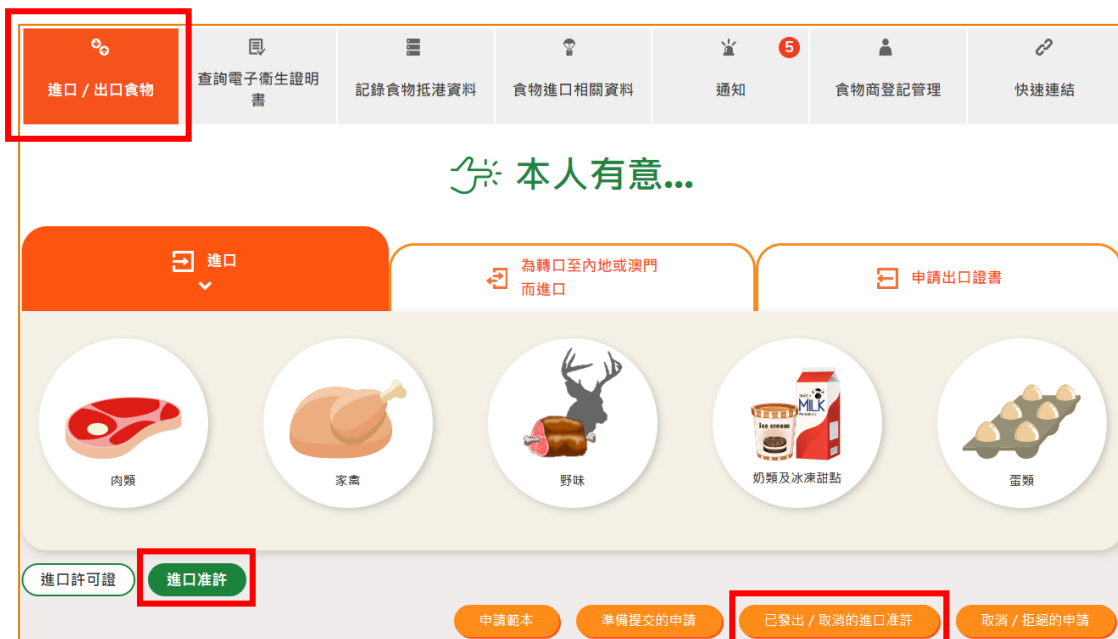 5
進口 / 出口食物
查詢電子衞生證明
書
記錄食物抵港資料
食物進口相關資料
通知
食物商登記管理
快速連結
本人有意...
進口
為轉口至內地或澳門
而進口
申請出口證書
Ice cream
MILK
肉類
家禽
野味
奶類及冰凍甜點
蛋類
進口許可證
進口准許
申請範本
準備提交的申請
已發出 / 取消的進口准許
取消 / 拒絕的申請